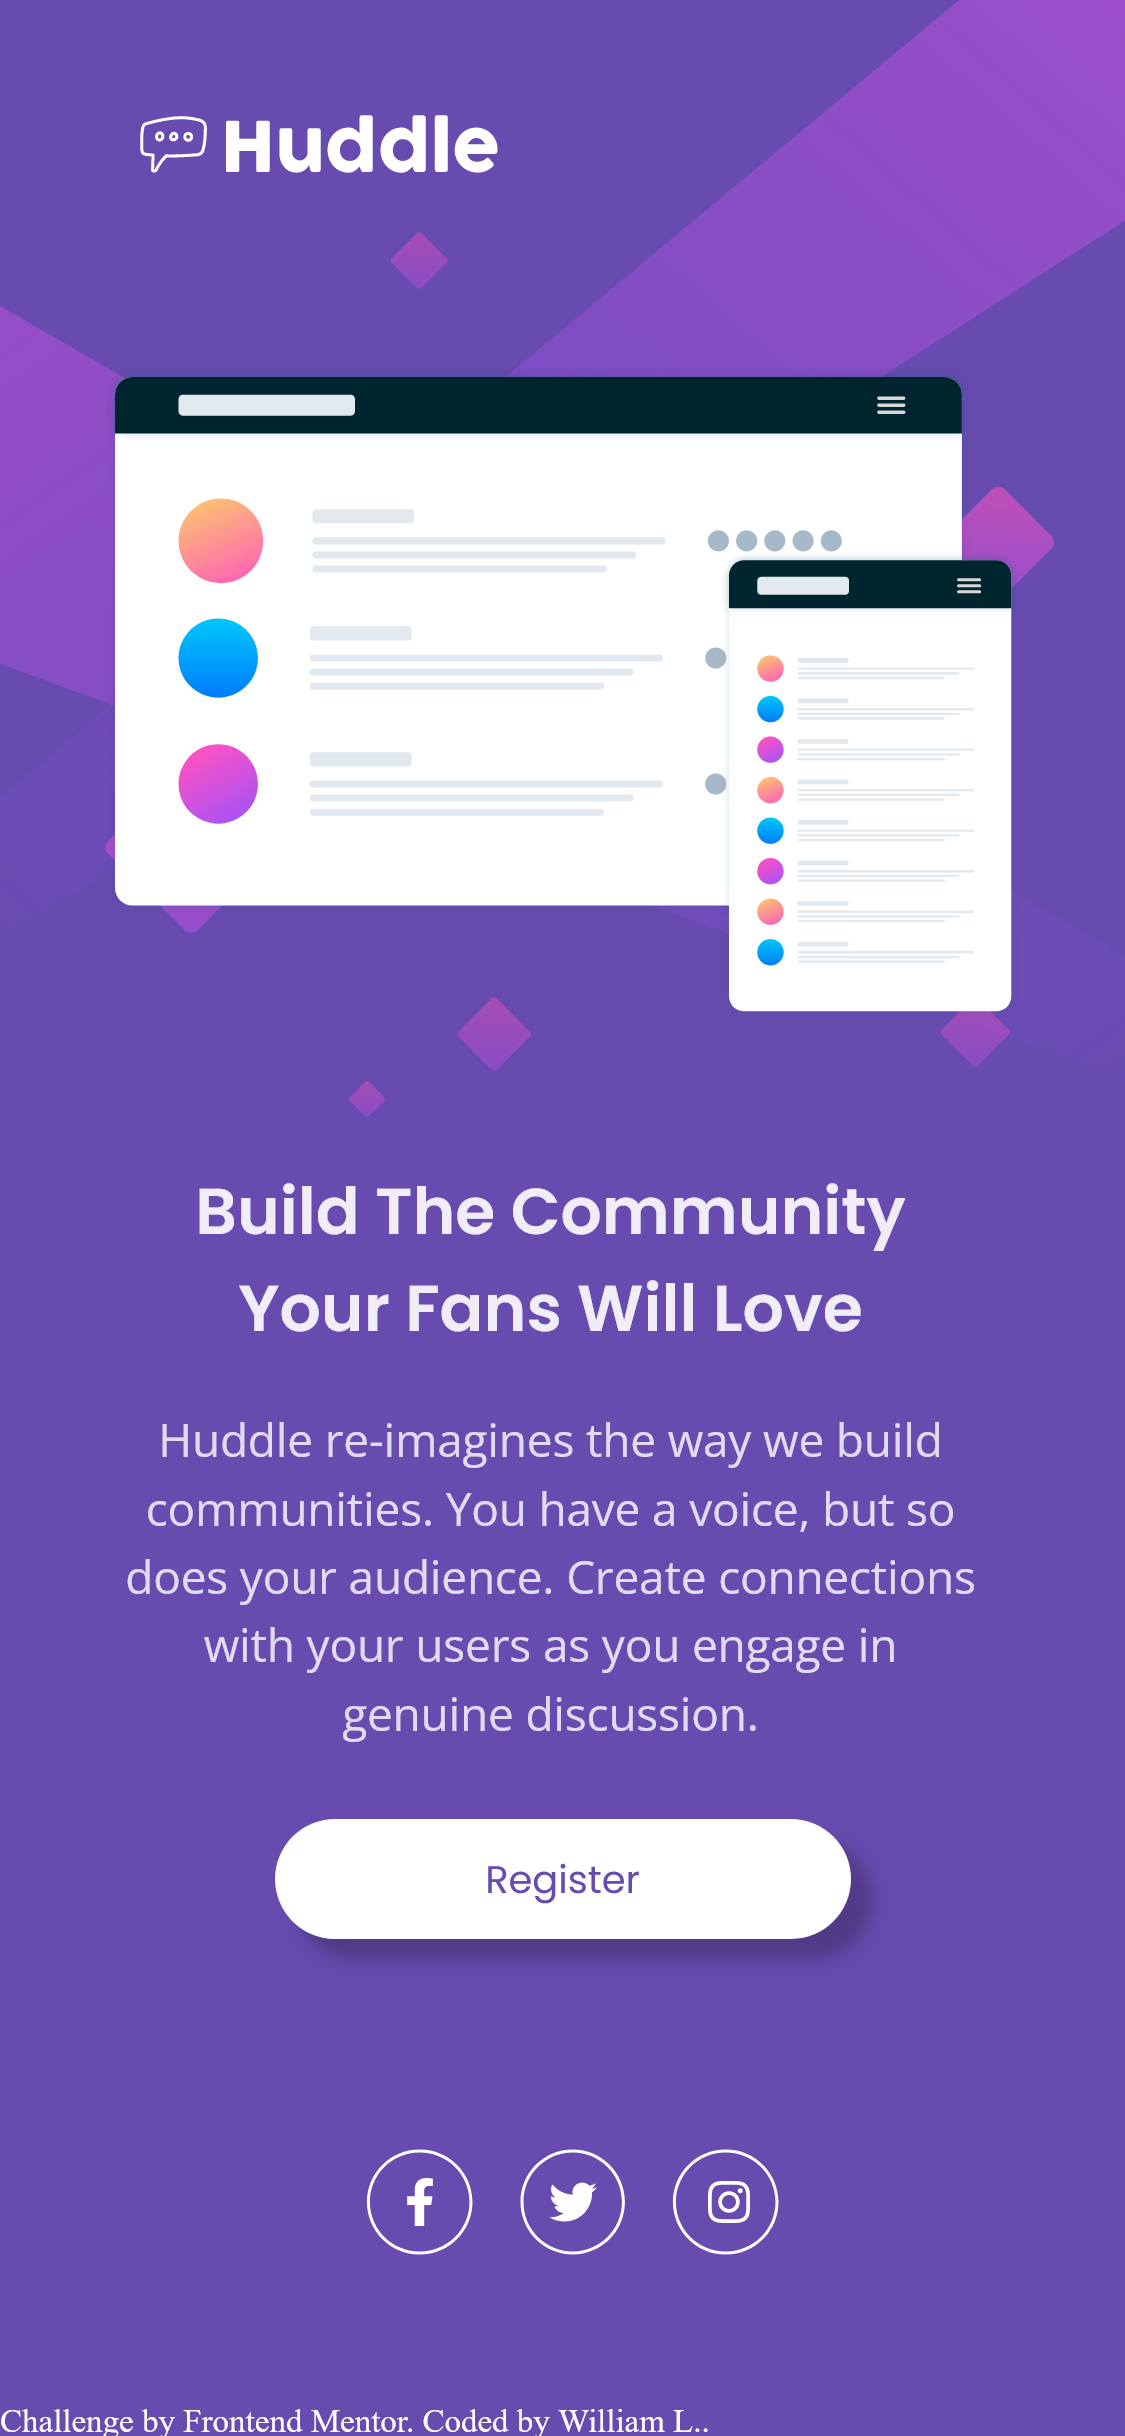 Huddle
Build The Community
Your Fans Will Love
Huddle re-imagines the way we build
communities. You have a voice, but so
does your audience. Create connections
with your users as you engage in
genuine discussion.
Register
Challenge by Frontend Mentor. Coded by William L..